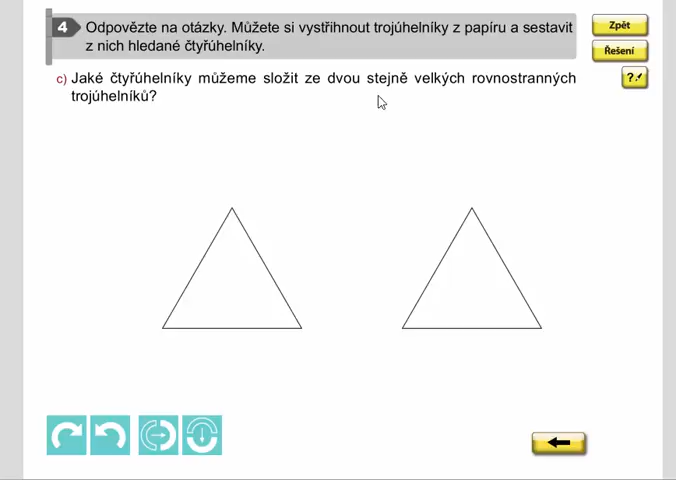 4 Odpovězte na otázky. Můžete si vystřihnout trojúhelníky z papíru a sestavit
z nich hledané čtyřúhelníky.
Zpět
Řešení
?
c) Jaké čtyřúhelníky můžeme složit ze dvou stejně velkých rovnostranných
trojúhelníků?